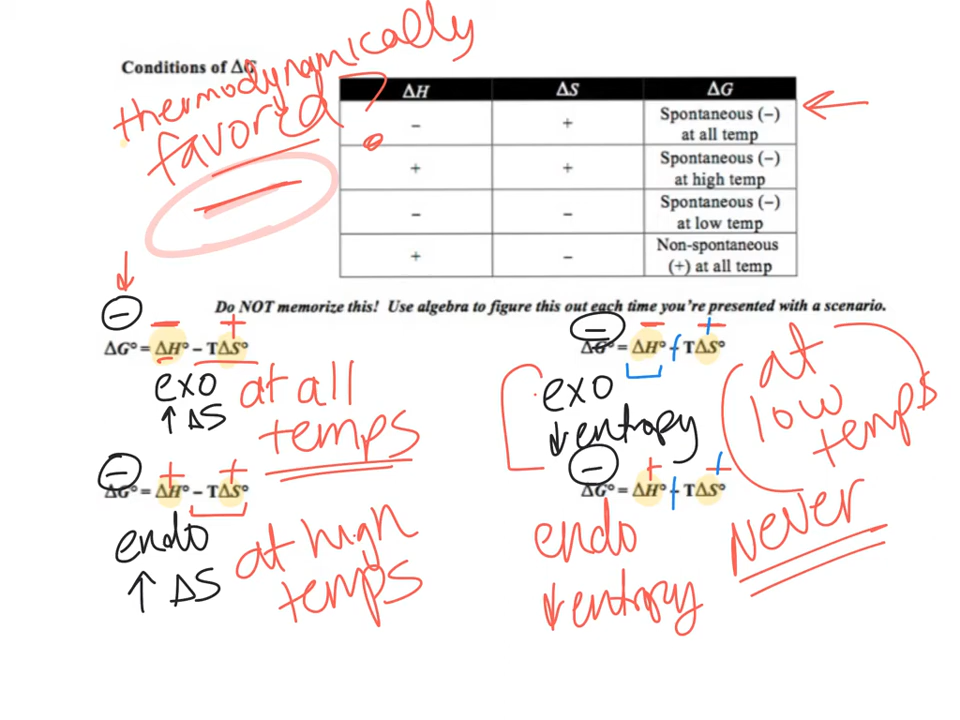 thermodynamically
favored?
Conditions of ΔG
ΔH ΔS ΔG
– + Spontaneous (–)
at all temp
+ + Spontaneous (–)
at high temp
– – Spontaneous (–)
at low temp
+ – Non-spontaneous
(+) at all temp
Do NOT memorize this! Use algebra to figure this out each time you're presented with a scenario.
– – +
ΔG° = ΔH° – TΔS°
exo
↑ ΔS
at all
temps
– + +
ΔG° = ΔH° – TΔS°
endo
↑ ΔS
at high
temps
– – +
ΔG° = ΔH° + TΔS°
exo
↓ entropy
at
low
temps
– + +
ΔG° = ΔH° + TΔS°
endo
↓ entropy
never